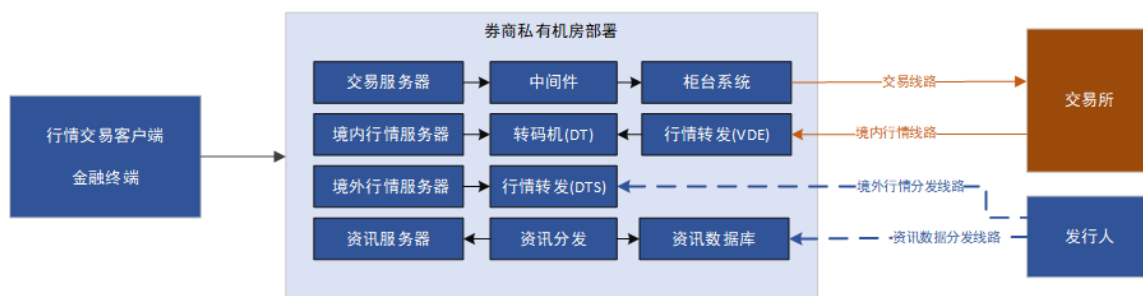 券商私有机房部署
行情交易客户端
金融终端
交易服务器
中间件
柜台系统
交易线路
交易所
境内行情服务器
转码机(DT)
行情转发(VDE)
境内行情线路
境外行情服务器
行情转发(DTS)
境外行情分发线路
资讯服务器
资讯分发
资讯数据库
资讯数据分发线路
发行人